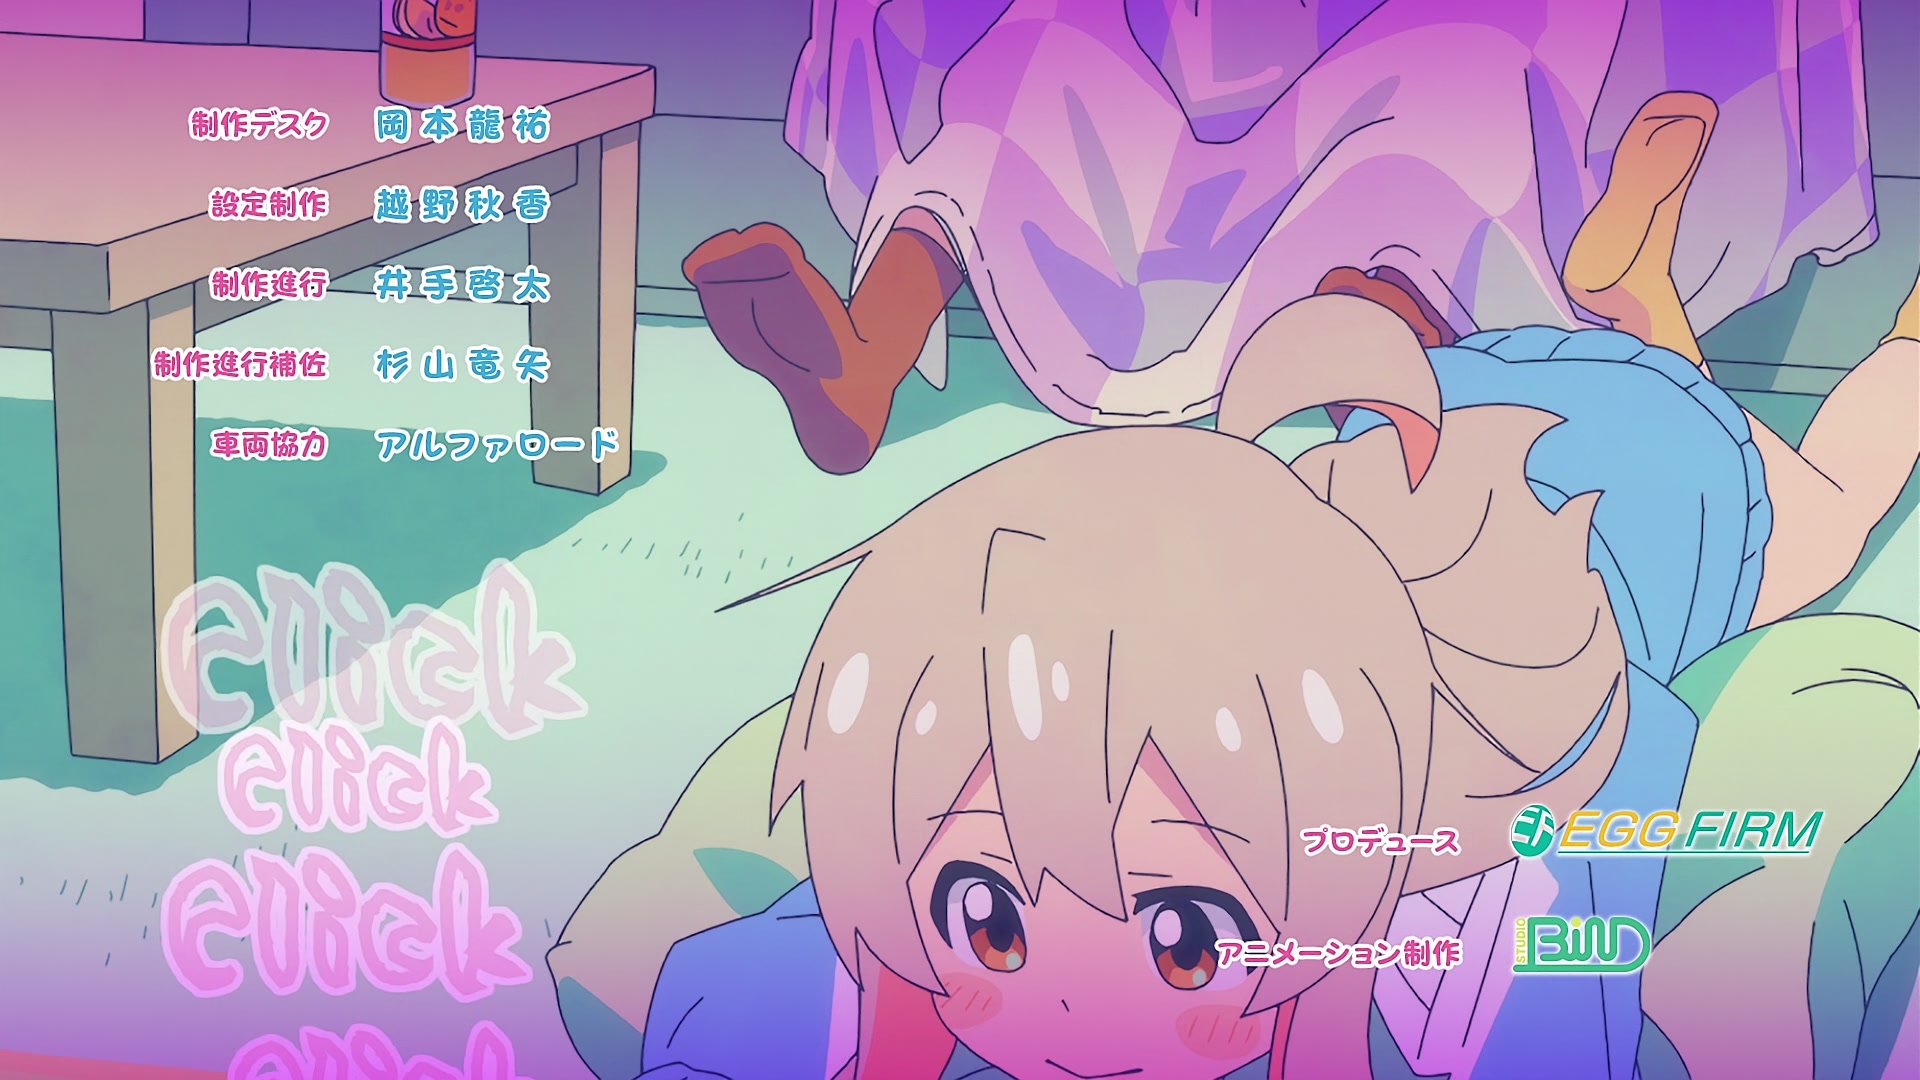 制作デスク 岡本龍祐
設定制作 越野秋香
制作進行 井手啓太
制作進行補佐 杉山竜矢
車両協力 アルファロード
Click
Click
Click
Click
プロデュース EGG FIRM
アニメーション制作 STUDIO BiND